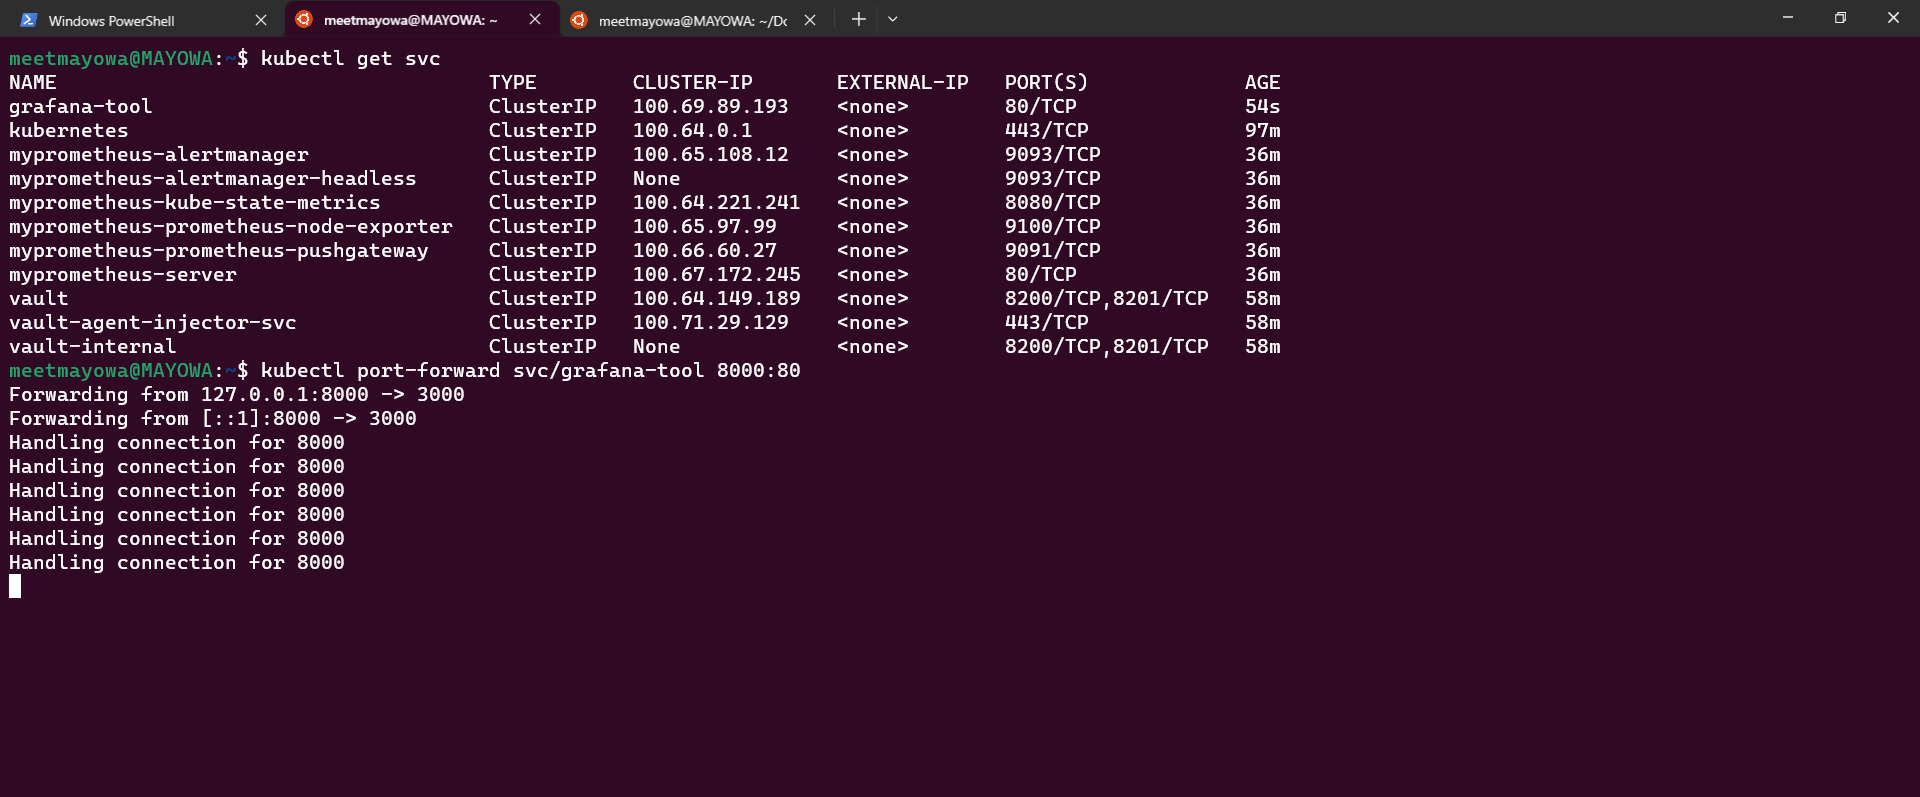 Windows PowerShell
meetmayowa@MAYOWA: ~
meetmayowa@MAYOWA: ~/Do
meetmayowa@MAYOWA:~$ kubectl get svc
NAME TYPE CLUSTER-IP EXTERNAL-IP PORT(S) AGE
grafana-tool ClusterIP 100.69.89.193 <none> 80/TCP 54s
kubernetes ClusterIP 100.64.0.1 <none> 443/TCP 97m
myprometheus-alertmanager ClusterIP 100.65.108.12 <none> 9093/TCP 36m
myprometheus-alertmanager-headless ClusterIP None <none> 9093/TCP 36m
myprometheus-kube-state-metrics ClusterIP 100.64.221.241 <none> 8080/TCP 36m
myprometheus-prometheus-node-exporter ClusterIP 100.65.97.99 <none> 9100/TCP 36m
myprometheus-prometheus-pushgateway ClusterIP 100.66.60.27 <none> 9091/TCP 36m
myprometheus-server ClusterIP 100.67.172.245 <none> 80/TCP 36m
vault ClusterIP 100.64.149.189 <none> 8200/TCP,8201/TCP 58m
vault-agent-injector-svc ClusterIP 100.71.29.129 <none> 443/TCP 58m
vault-internal ClusterIP None <none> 8200/TCP,8201/TCP 58m
meetmayowa@MAYOWA:~$ kubectl port-forward svc/grafana-tool 8000:80
Forwarding from 127.0.0.1:8000 -> 3000
Forwarding from [::1]:8000 -> 3000
Handling connection for 8000
Handling connection for 8000
Handling connection for 8000
Handling connection for 8000
Handling connection for 8000
Handling connection for 8000